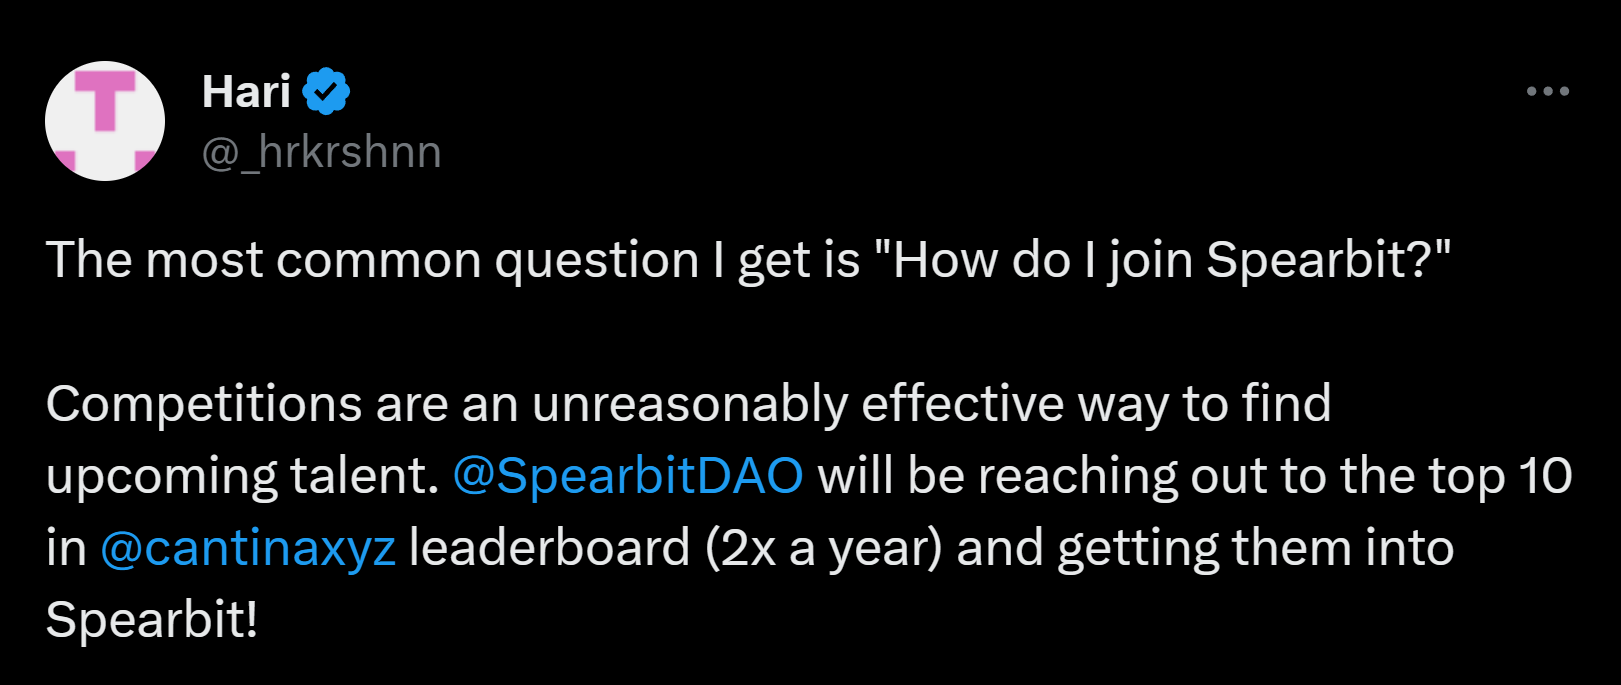 Hari
@_hrkrshnn
The most common question I get is "How do I join Spearbit?"
Competitions are an unreasonably effective way to find
upcoming talent. @SpearbitDAO will be reaching out to the top 10
in @cantinaxyz leaderboard (2x a year) and getting them into
Spearbit!